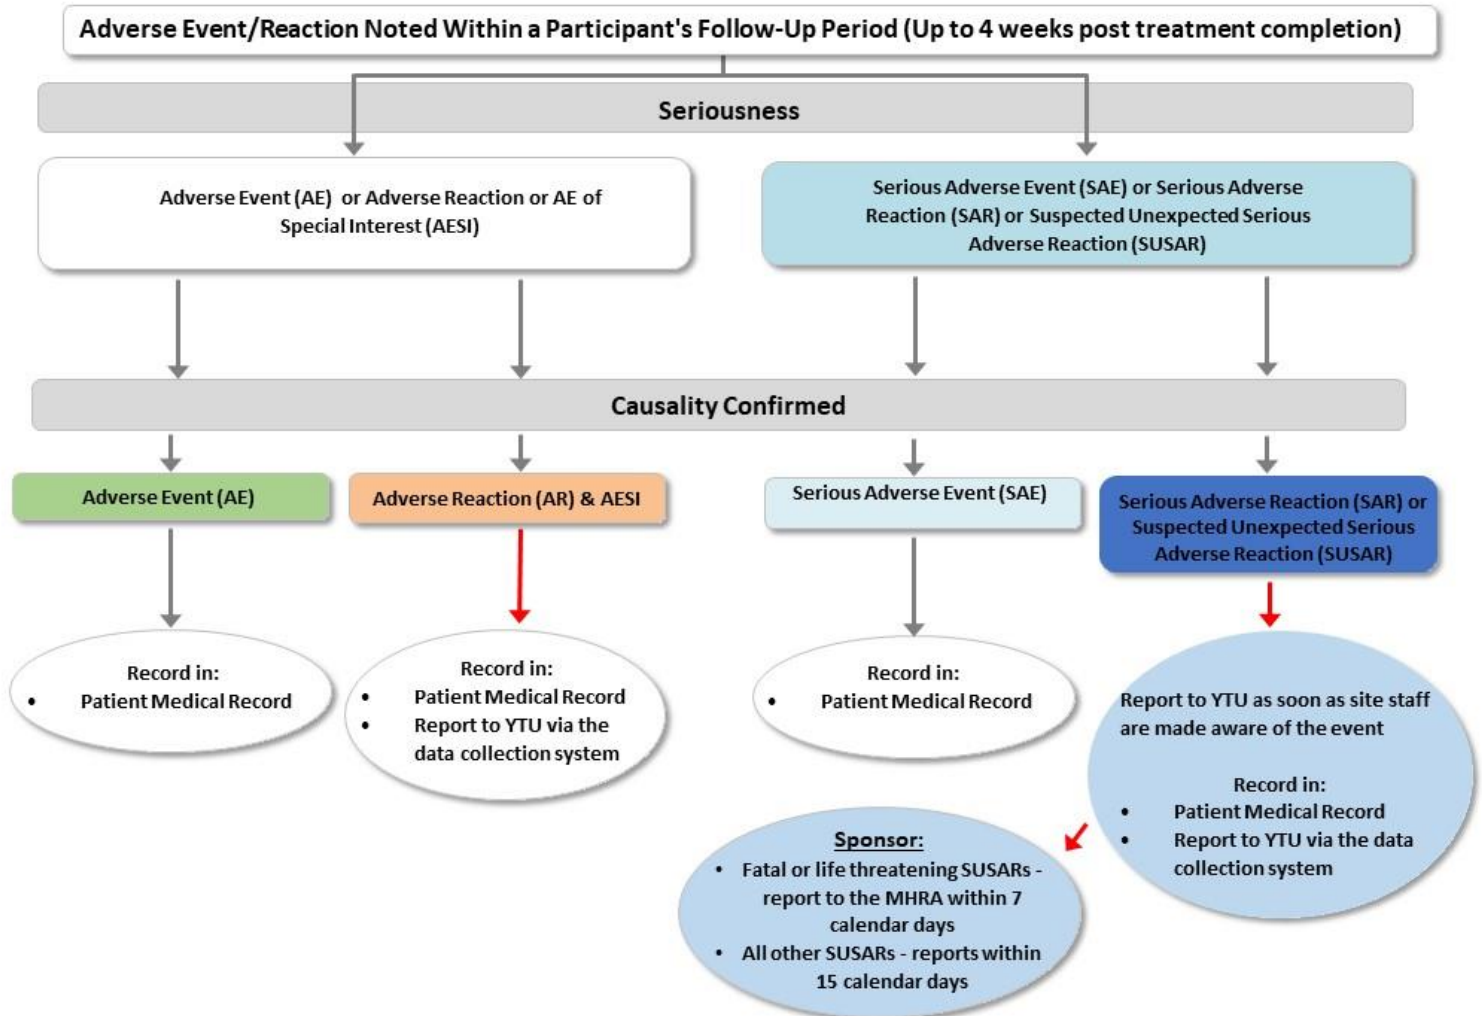 Adverse Event/Reaction Noted Within a Participant's Follow-Up Period (Up to 4 weeks post treatment completion)
Seriousness
Adverse Event (AE) or Adverse Reaction or AE of
Special Interest (AESI)
Serious Adverse Event (SAE) or Serious Adverse
Reaction (SAR) or Suspected Unexpected Serious
Adverse Reaction (SUSAR)
Causality Confirmed
Adverse Event (AE)
Adverse Reaction (AR) & AESI
Serious Adverse Event (SAE)
Serious Adverse Reaction (SAR) or
Suspected Unexpected Serious
Adverse Reaction (SUSAR)
Record in:
• Patient Medical Record
Record in:
• Patient Medical Record
• Report to YTU via the
data collection system
Record in:
• Patient Medical Record
Report to YTU as soon as site staff
are made aware of the event
Record in:
• Patient Medical Record
• Report to YTU via the data
collection system
Sponsor:
• Fatal or life threatening SUSARs -
report to the MHRA within 7
calendar days
• All other SUSARs - reports within
15 calendar days